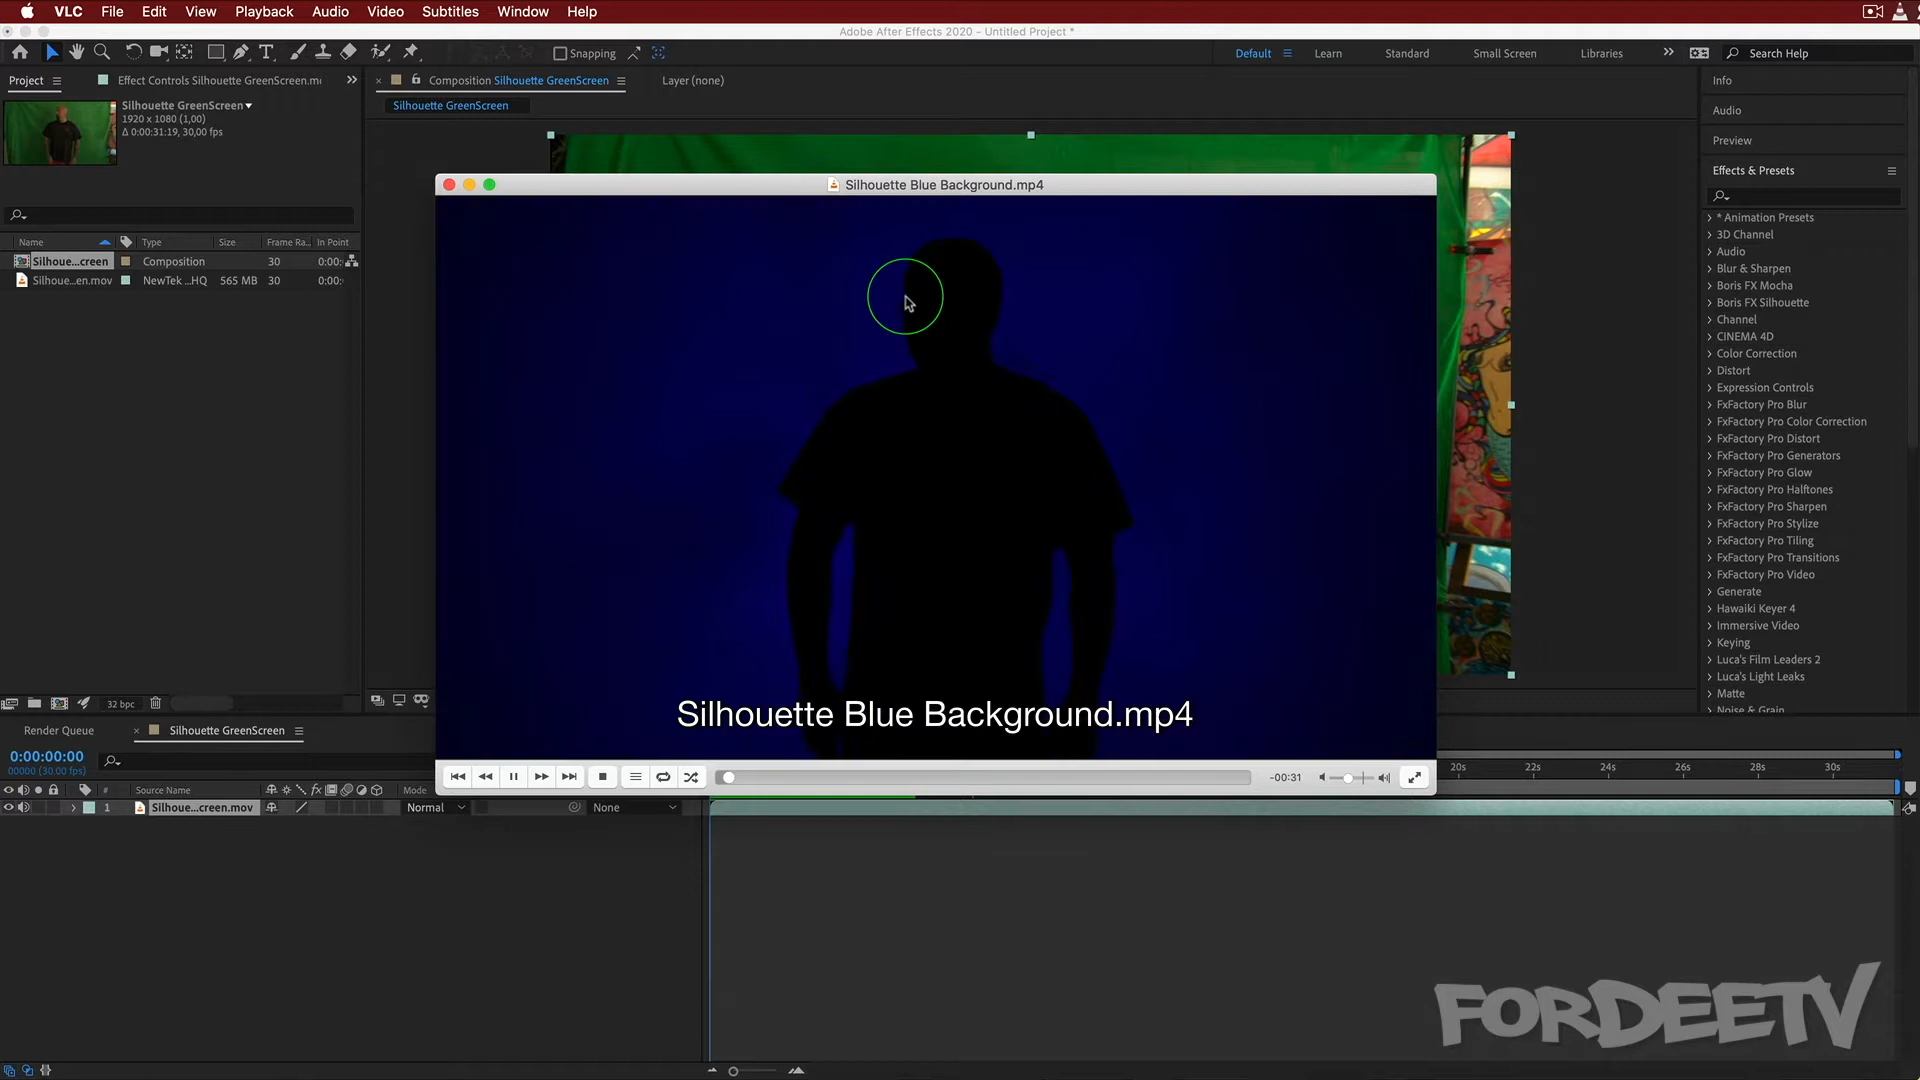 VLC File Edit View Playback Audio Video Subtitles Window Help
Adobe After Effects 2020 - Untitled Project *
Snapping
Default Learn Standard Small Screen Libraries Search Help
Project Effect Controls Silhouette GreenScreen.m
Composition Silhouette GreenScreen Layer (none)
Silhouette GreenScreen
1920 x 1080 (1,00)
Δ 0:00:31:19, 30,00 fps
Silhouette GreenScreen
Name Type Size Frame Ra... In Point
Silhoue...creen Composition 30 0:00:
Silhoue...en.mov NewTek ...HQ 565 MB 30 0:00:
32 bpc
Silhouette Blue Background.mp4
Silhouette Blue Background.mp4
-00:31
Info
Audio
Preview
Effects & Presets
* Animation Presets
3D Channel
Audio
Blur & Sharpen
Boris FX Mocha
Boris FX Silhouette
Channel
CINEMA 4D
Color Correction
Distort
Expression Controls
FxFactory Pro Blur
FxFactory Pro Color Correction
FxFactory Pro Distort
FxFactory Pro Generators
FxFactory Pro Glow
FxFactory Pro Halftones
FxFactory Pro Sharpen
FxFactory Pro Stylize
FxFactory Pro Tiling
FxFactory Pro Transitions
FxFactory Pro Video
Generate
Hawaiki Keyer 4
Immersive Video
Keying
Luca's Film Leaders 2
Luca's Light Leaks
Matte
Noise & Grain
Render Queue Silhouette GreenScreen
0:00:00:00
00000 (30.00 fps)
# Source Name Mode
1 Silhoue...creen.mov Normal None
20s 22s 24s 26s 28s 30s
FORDEETV